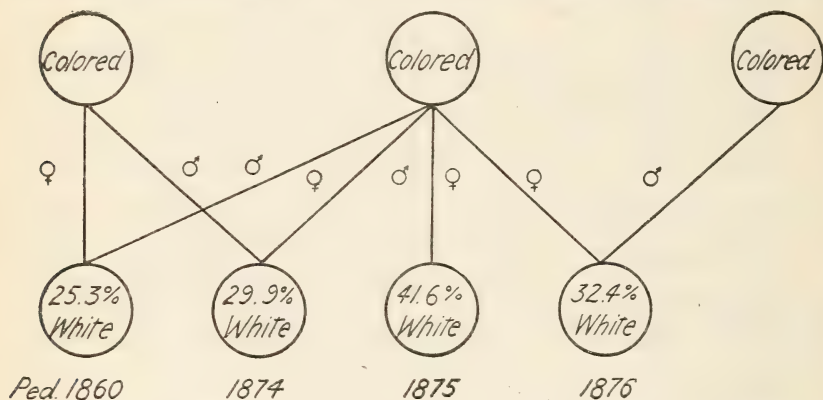 Colored
Colored
Colored
♀ ♂ ♂ ♀ ♂ ♀ ♀ ♂
25.3%
White
29.9%
White
41.6%
White
32.4%
White
Ped. 1860 1874 1875 1876